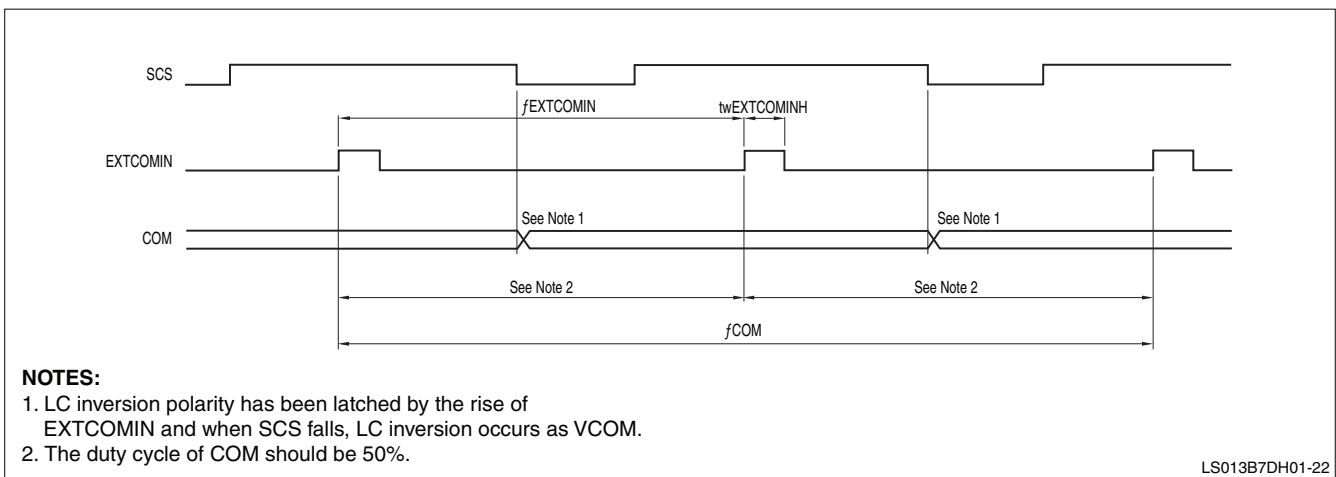 SCS
ƒEXTCOMIN twEXTCOMINH
EXTCOMIN
See Note 1 See Note 1
COM
See Note 2 See Note 2
ƒCOM
NOTES:
1. LC inversion polarity has been latched by the rise of
EXTCOMIN and when SCS falls, LC inversion occurs as VCOM.
2. The duty cycle of COM should be 50%.
LS013B7DH01-22